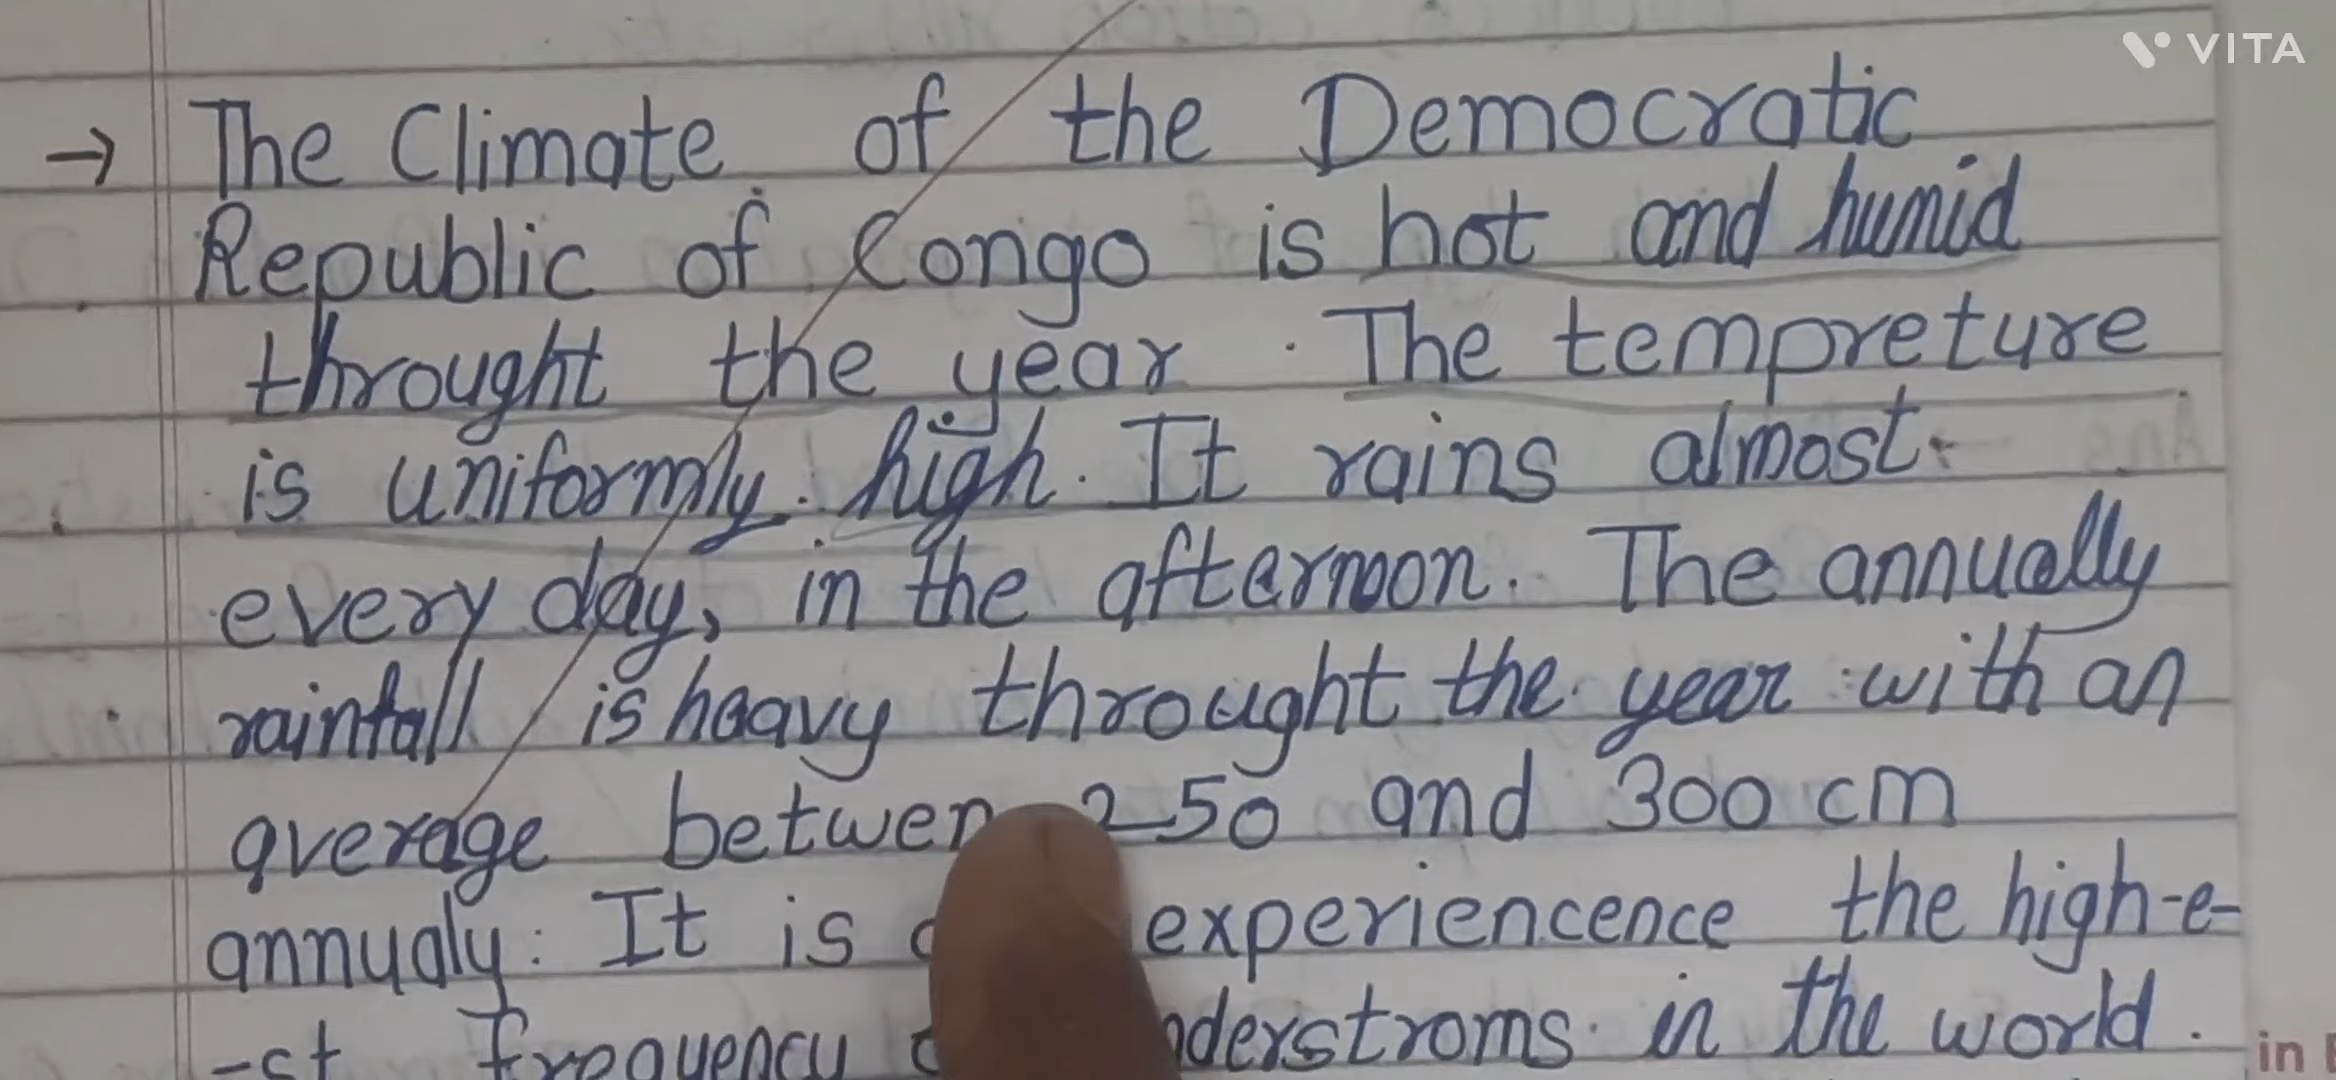 VITA
→ The Climate of the Democratic
Republic of Congo is hot and humid
throught the year. The tempreture
is uniformly high. It rains almost
every day, in the afternoon. The annually
rainfall is heavy throught the year with an
average betwen 250 and 300 cm
annualy. It is experiencence the high-e-
-st frequency nderstroms in the world.
in